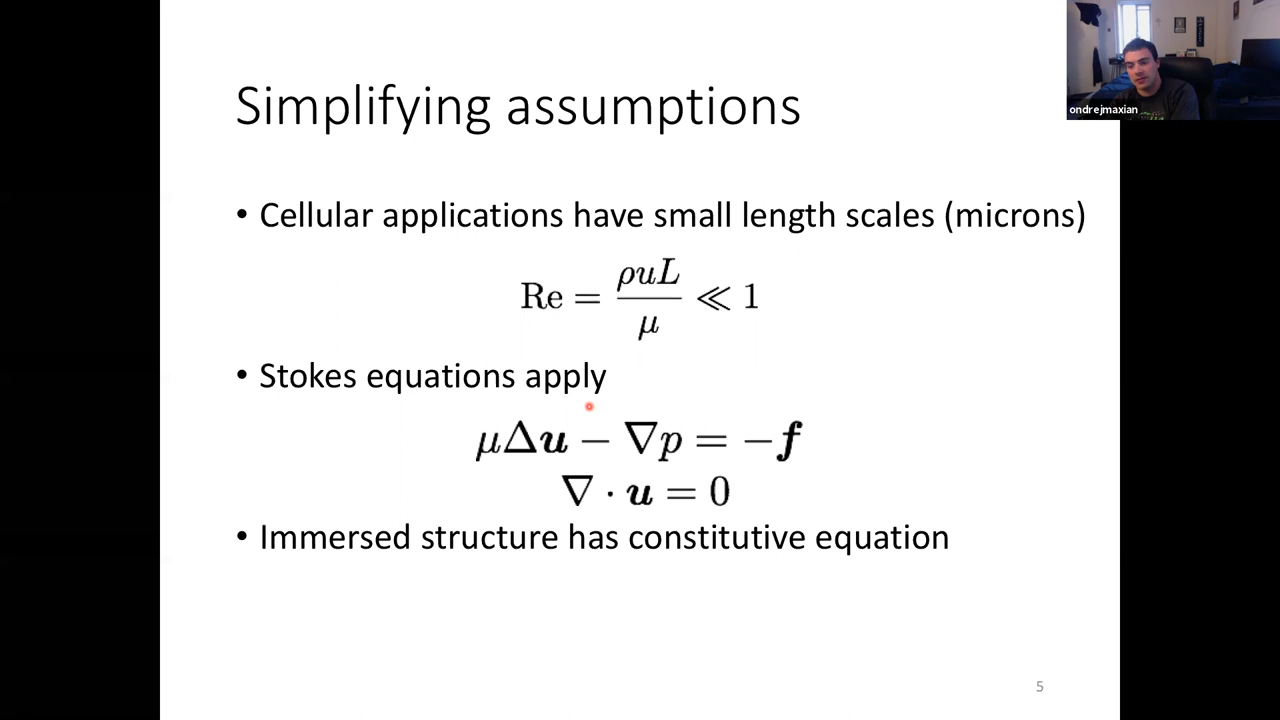 Simplifying assumptions
ondrejmaxian
• Cellular applications have small length scales (microns)
Re = ρuL / μ ≪ 1
• Stokes equations apply
μΔu − ∇p = −f
∇ · u = 0
• Immersed structure has constitutive equation
5